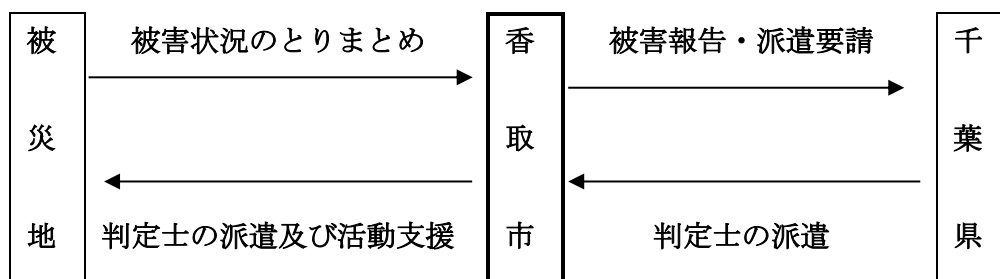 被災地
被害状況のとりまとめ
香取市
被害報告・派遣要請
千葉県
判定士の派遣及び活動支援
判定士の派遣